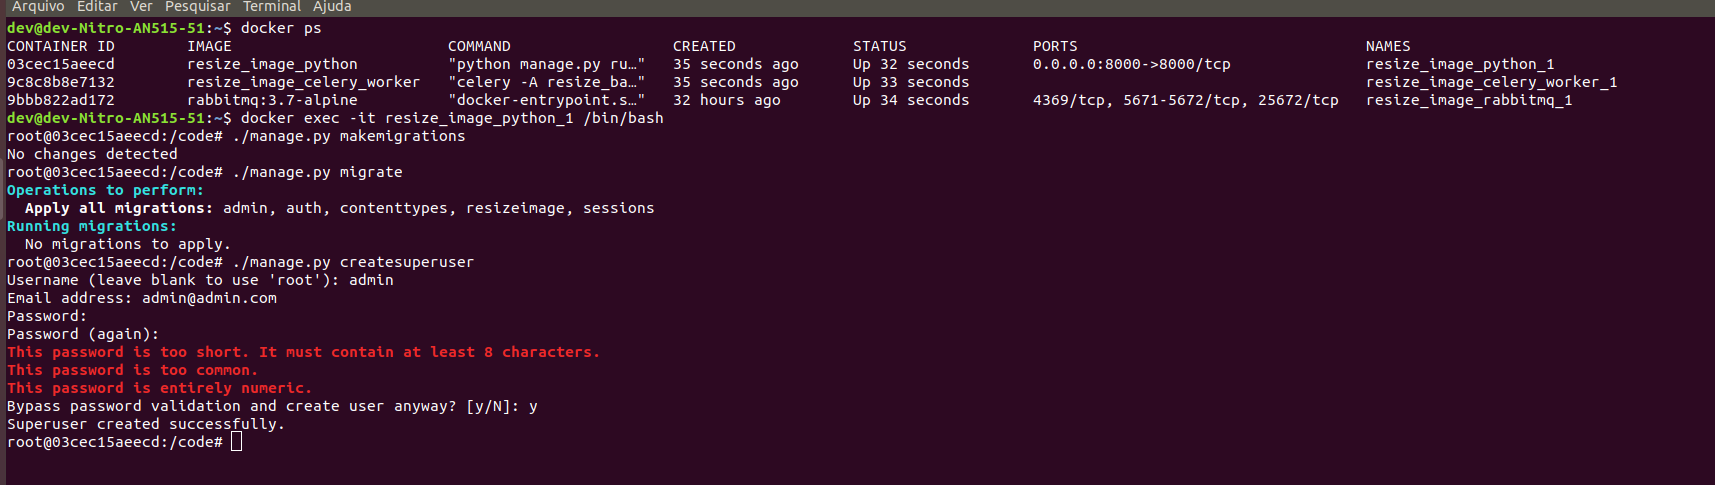 Arquivo Editar Ver Pesquisar Terminal Ajuda
dev@dev-Nitro-AN515-51:~$ docker ps
CONTAINER ID        IMAGE                        COMMAND                  CREATED             STATUS              PORTS                                NAMES
03cec15aeecd        resize_image_python          "python manage.py ru…"   35 seconds ago      Up 32 seconds       0.0.0.0:8000->8000/tcp               resize_image_python_1
9c8c8b8e7132        resize_image_celery_worker   "celery -A resize_ba…"   35 seconds ago      Up 33 seconds                                            resize_image_celery_worker_1
9bbb822ad172        rabbitmq:3.7-alpine          "docker-entrypoint.s…"   32 hours ago        Up 34 seconds       4369/tcp, 5671-5672/tcp, 25672/tcp   resize_image_rabbitmq_1
dev@dev-Nitro-AN515-51:~$ docker exec -it resize_image_python_1 /bin/bash
root@03cec15aeecd:/code# ./manage.py makemigrations
No changes detected
root@03cec15aeecd:/code# ./manage.py migrate
Operations to perform:
  Apply all migrations: admin, auth, contenttypes, resizeimage, sessions
Running migrations:
  No migrations to apply.
root@03cec15aeecd:/code# ./manage.py createsuperuser
Username (leave blank to use 'root'): admin
Email address: admin@admin.com
Password:
Password (again):
This password is too short. It must contain at least 8 characters.
This password is too common.
This password is entirely numeric.
Bypass password validation and create user anyway? [y/N]: y
Superuser created successfully.
root@03cec15aeecd:/code#